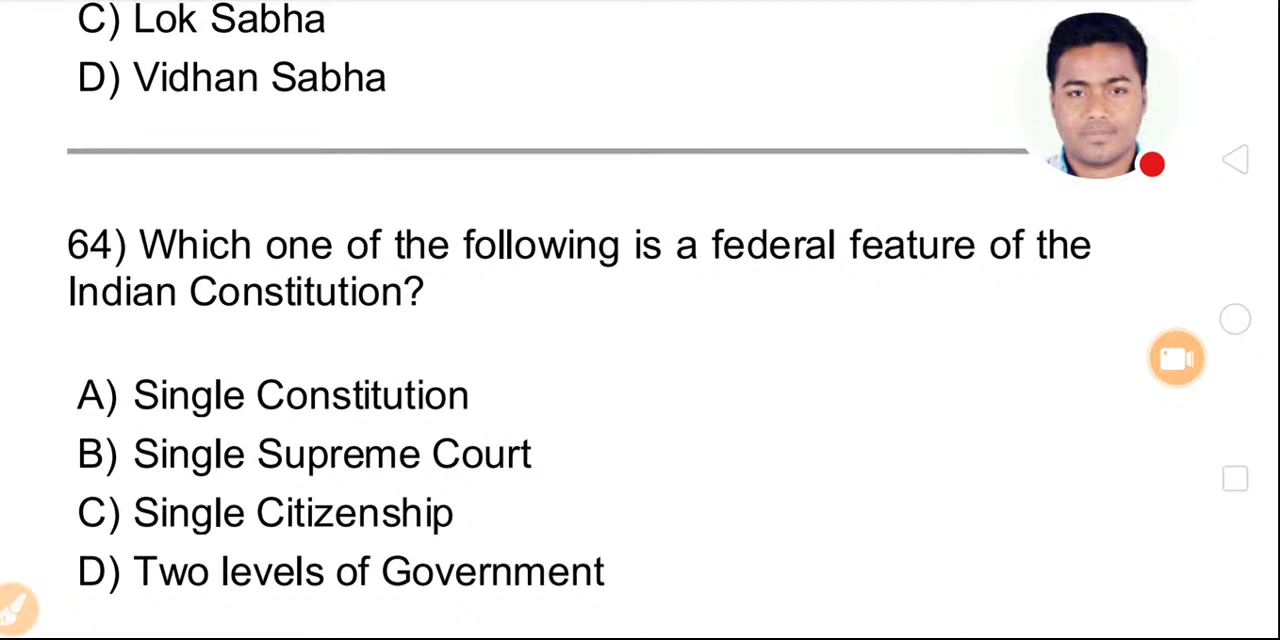 C) Lok Sabha
D) Vidhan Sabha
64) Which one of the following is a federal feature of the
Indian Constitution?
A) Single Constitution
B) Single Supreme Court
C) Single Citizenship
D) Two levels of Government